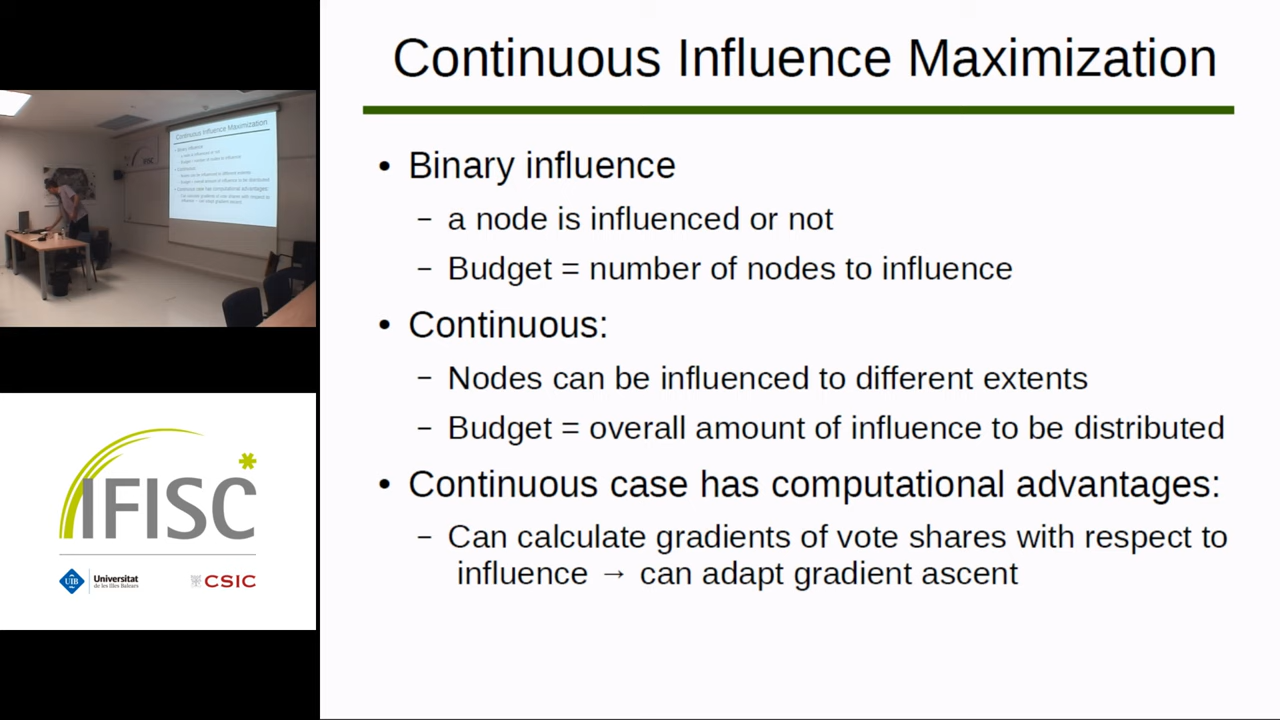 Continuous Influence Maximization
• Binary influence
– a node is influenced or not
– Budget = number of nodes to influence
• Continuous:
– Nodes can be influenced to different extents
– Budget = overall amount of influence to be distributed
• Continuous case has computational advantages:
– Can calculate gradients of vote shares with respect to
influence → can adapt gradient ascent
Continuous Influence Maximization
IFISC
UIB
Universitat
de les Illes Balears
CSIC